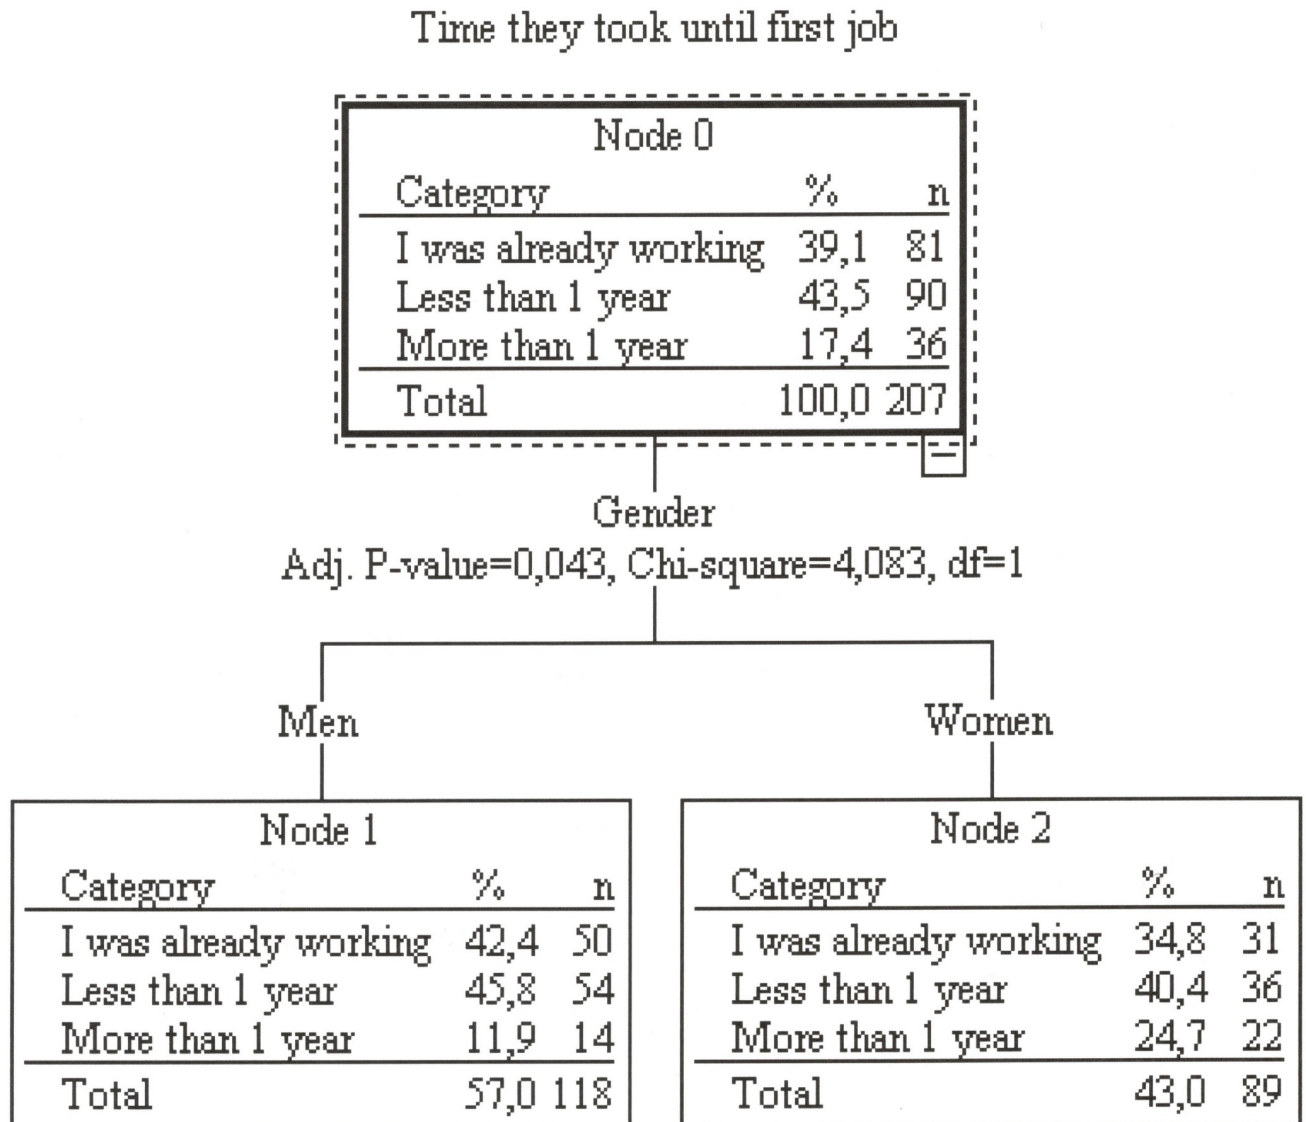 Time they took until first job
Node 0
Category % n
I was already working 39,1 81
Less than 1 year 43,5 90
More than 1 year 17,4 36
Total 100,0 207
Gender
Adj. P-value=0,043, Chi-square=4,083, df=1
Men
Women
Node 1
Category % n
I was already working 42,4 50
Less than 1 year 45,8 54
More than 1 year 11,9 14
Total 57,0 118
Node 2
Category % n
I was already working 34,8 31
Less than 1 year 40,4 36
More than 1 year 24,7 22
Total 43,0 89